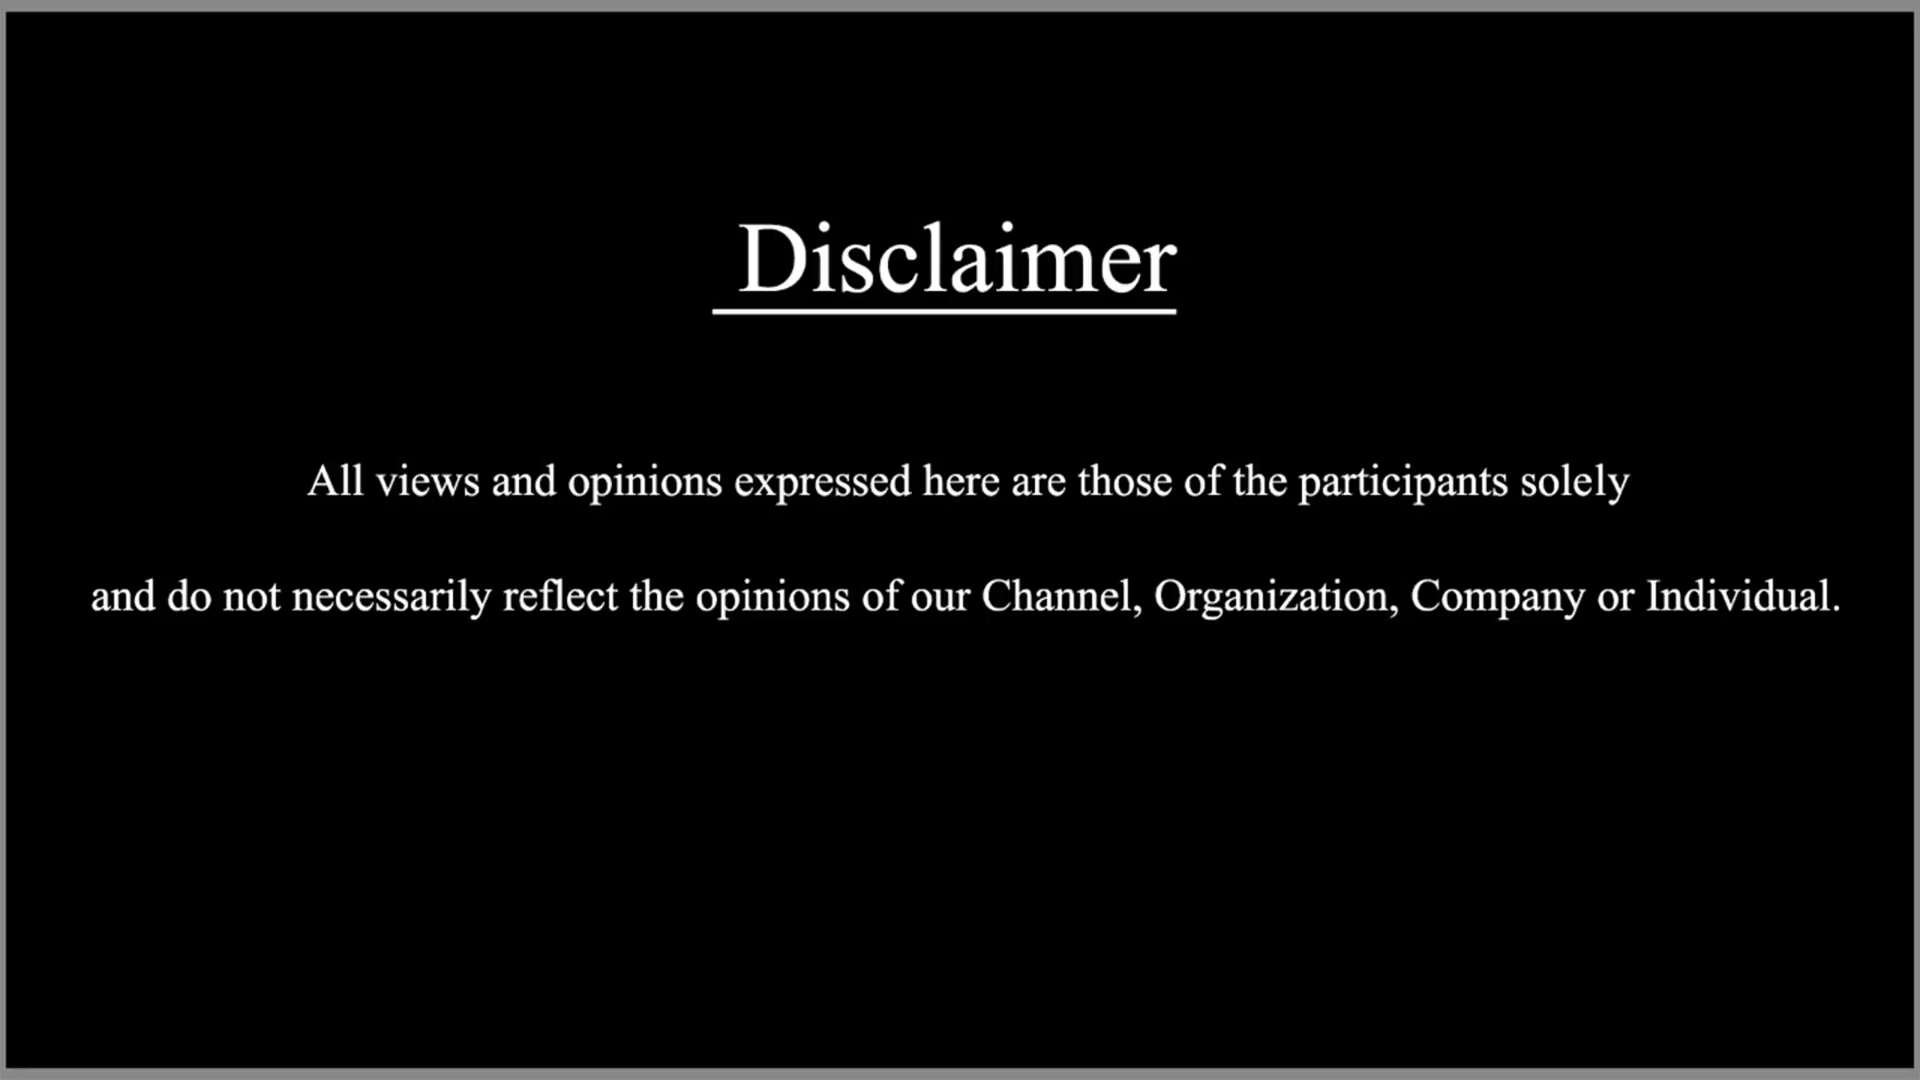 Disclaimer
All views and opinions expressed here are those of the participants solely
and do not necessarily reflect the opinions of our Channel, Organization, Company or Individual.